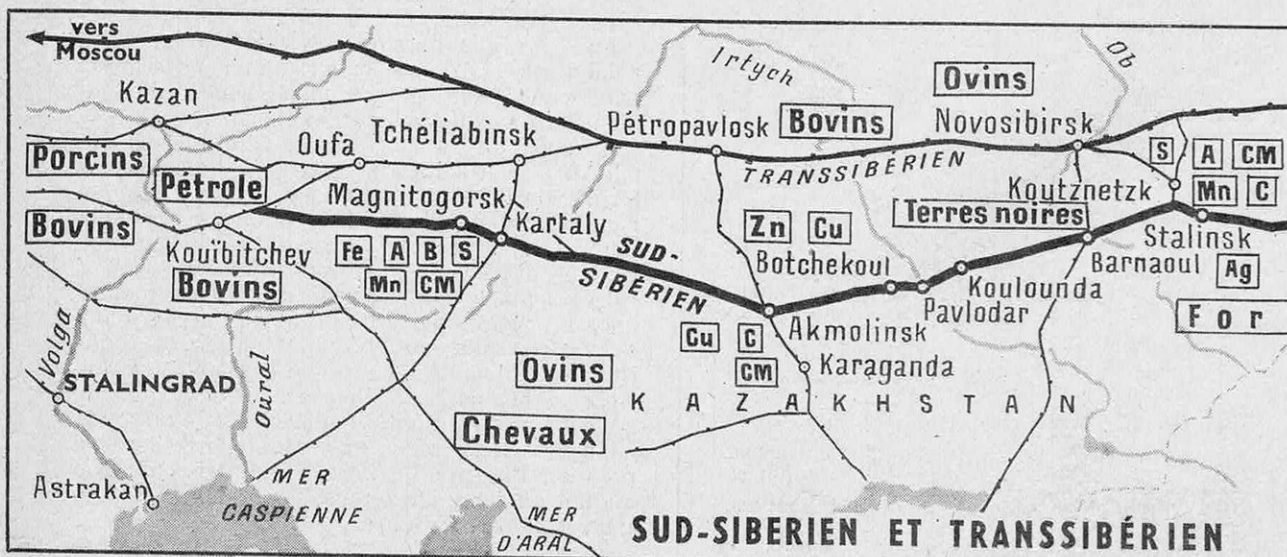 vers
Moscou
Irtych
Ob
Ovins
Kazan
Tchéliabinsk
Pétropavlosk
Bovins
Novosibirsk
Porcins
Oufa
TRANSSIBÉRIEN
S
A
CM
Pétrole
Koutznetzk
Mn
C
Magnitogorsk
Bovins
Kartaly
Terres noires
Kouïbitchev
Fe
A
B
S
SUD-
SIBÉRIEN
Zn
Cu
Stalinsk
Botchekoul
Barnaoul
Ag
Bovins
Mn
CM
Koulounda
Pavlodar
For
Volga
Cu
C
Akmolinsk
STALINGRAD
Oural
Ovins
CM
Karaganda
KAZAKHSTAN
Chevaux
MER
CASPIENNE
Astrakan
MER
D'ARAL
SUD-SIBERIEN ET TRANSSIBÉRIEN